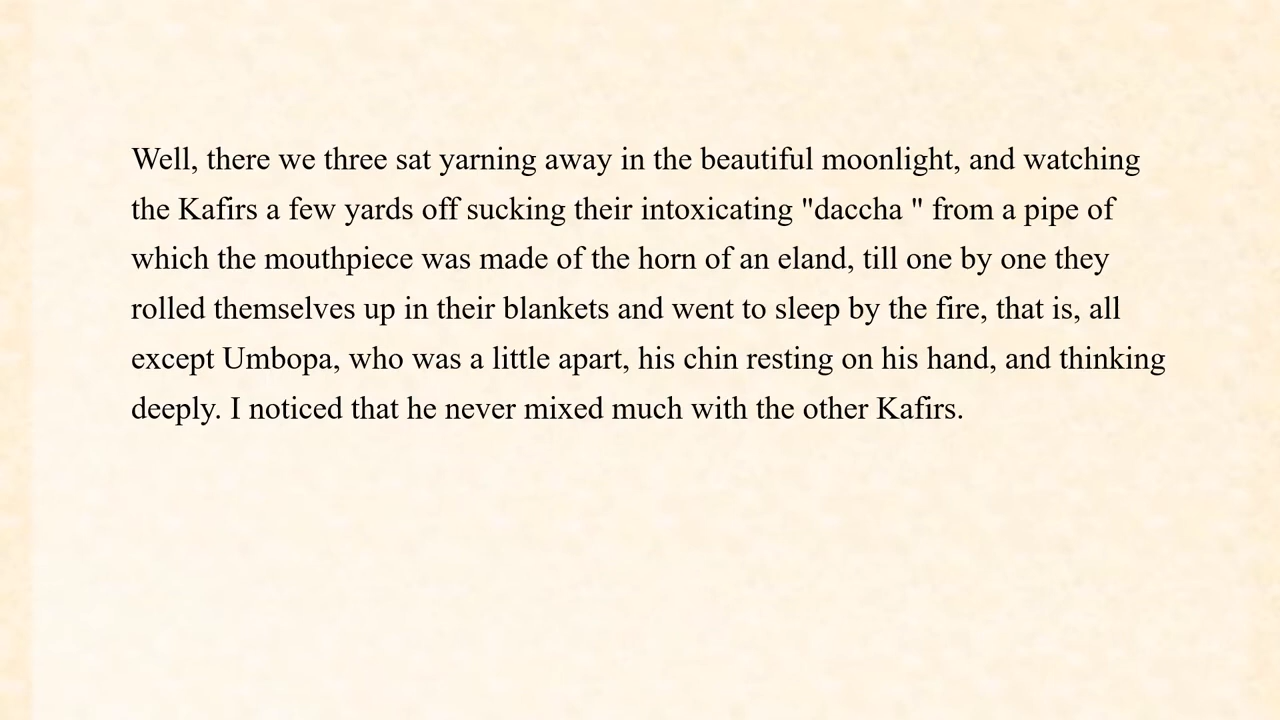 Well, there we three sat yarning away in the beautiful moonlight, and watching
the Kafirs a few yards off sucking their intoxicating "daccha " from a pipe of
which the mouthpiece was made of the horn of an eland, till one by one they
rolled themselves up in their blankets and went to sleep by the fire, that is, all
except Umbopa, who was a little apart, his chin resting on his hand, and thinking
deeply. I noticed that he never mixed much with the other Kafirs.